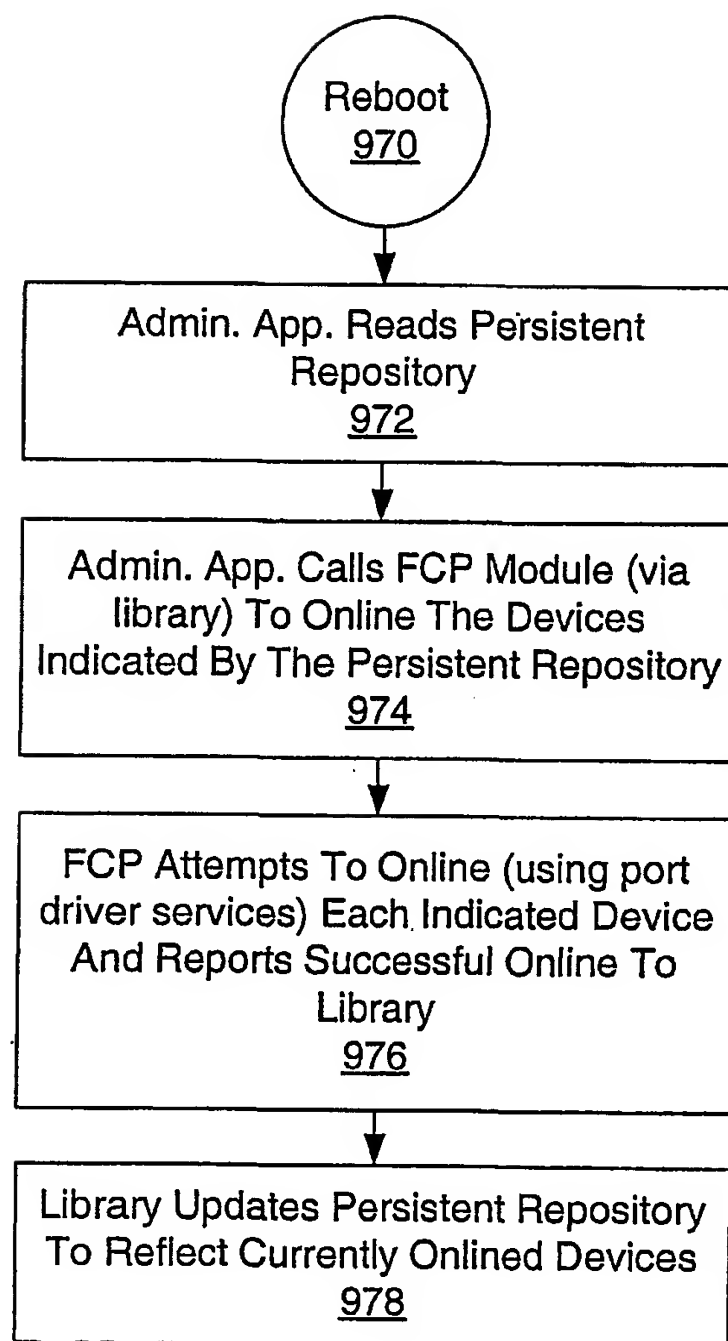 Reboot
970
Admin. App. Reads Persistent
Repository
972
Admin. App. Calls FCP Module (via
library) To Online The Devices
Indicated By The Persistent Repository
974
FCP Attempts To Online (using port
driver services) Each Indicated Device
And Reports Successful Online To
Library
976
Library Updates Persistent Repository
To Reflect Currently Onlined Devices
978